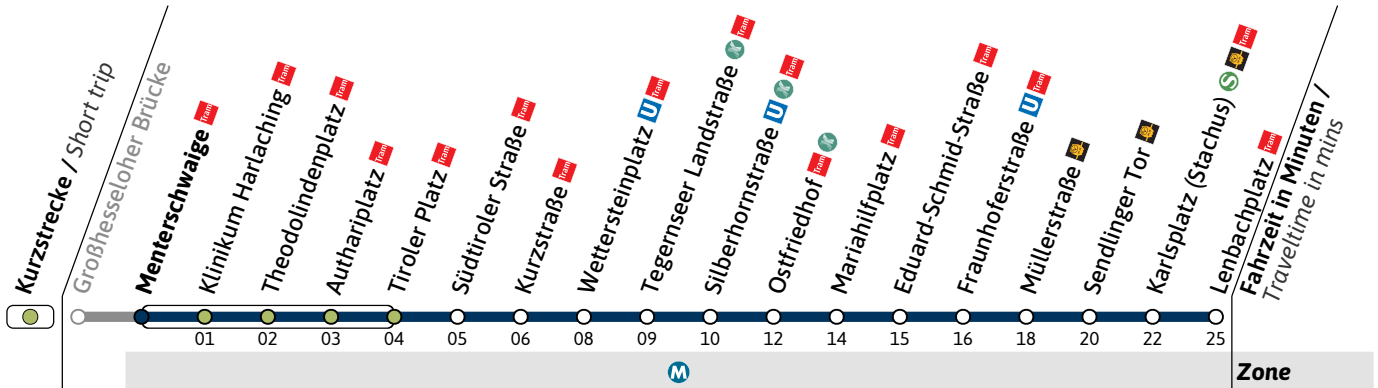 Kurzstrecke / Short trip
Großhesseloher Brücke
Menterschwaige Tram
Klinikum Harlaching Tram
Theodolindenplatz Tram
Authariplatz Tram
Tiroler Platz Tram
Südtiroler Straße Tram
Kurzstraße Tram
Wettersteinplatz U Tram
Tegernseer Landstraße X Tram
Silberhornstraße U X Tram
Ostfriedhof Tram X
Mariahilfplatz Tram
Eduard-Schmid-Straße Tram
Fraunhoferstraße U Tram
Müllerstraße
Sendlinger Tor
Karlsplatz (Stachus) S Tram
Lenbachplatz Tram
Fahrzeit in Minuten /
Traveltime in mins
01 02 03 04 05 06 08 09 10 12 14 15 16 18 20 22 25
M Zone